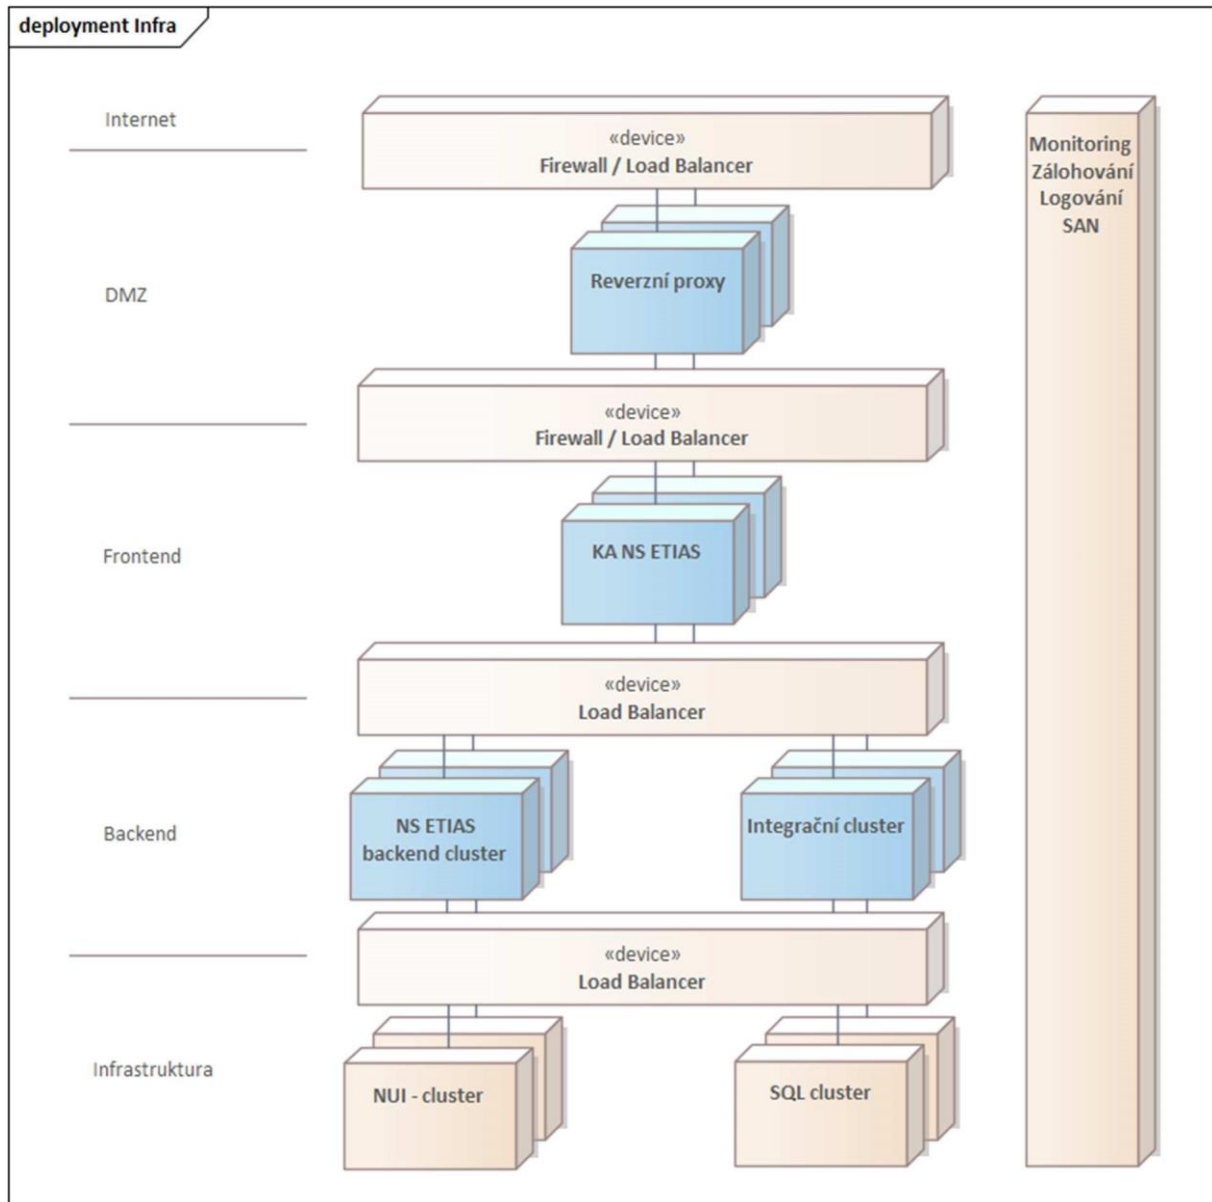 deployment Infra
Internet
«device»
Firewall / Load Balancer
Monitoring
Zálohování
Logování
SAN
Reverzní proxy
DMZ
«device»
Firewall / Load Balancer
KA NS ETIAS
Frontend
«device»
Load Balancer
NS ETIAS
backend cluster
Integrační cluster
Backend
«device»
Load Balancer
Infrastruktura
NUI - cluster
SQL cluster